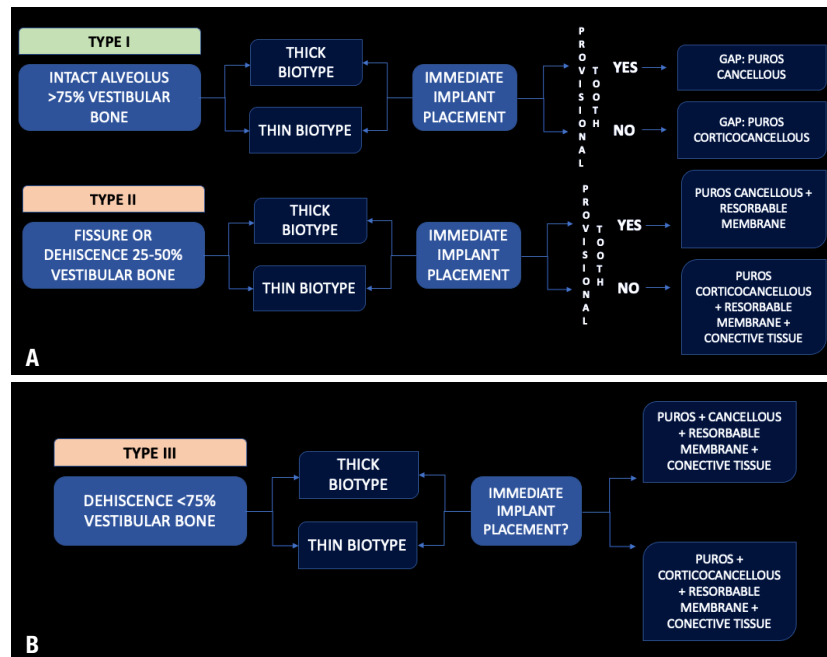 TYPE I
INTACT ALVEOLUS
>75% VESTIBULAR
BONE
THICK
BIOTYPE
THIN BIOTYPE
IMMEDIATE
IMPLANT
PLACEMENT
PROVISIONAL
TOOTH
YES
GAP: PUROS
CANCELLOUS
NO
GAP: PUROS
CORTICOCANCELLOUS
TYPE II
FISSURE OR
DEHISCENCE 25-50%
VESTIBULAR BONE
THICK
BIOTYPE
THIN BIOTYPE
IMMEDIATE
IMPLANT
PLACEMENT
PROVISIONAL
TOOTH
YES
PUROS CANCELLOUS +
RESORBABLE
MEMBRANE
NO
PUROS
CORTICOCANCELLOUS
+ RESORBABLE
MEMBRANE +
CONECTIVE TISSUE
A
TYPE III
DEHISCENCE <75%
VESTIBULAR BONE
THICK
BIOTYPE
THIN BIOTYPE
IMMEDIATE
IMPLANT
PLACEMENT?
PUROS + CANCELLOUS
+ RESORBABLE
MEMBRANE +
CONECTIVE TISSUE
PUROS +
CORTICOCANCELLOUS
+ RESORBABLE
MEMBRANE +
CONECTIVE TISSUE
B